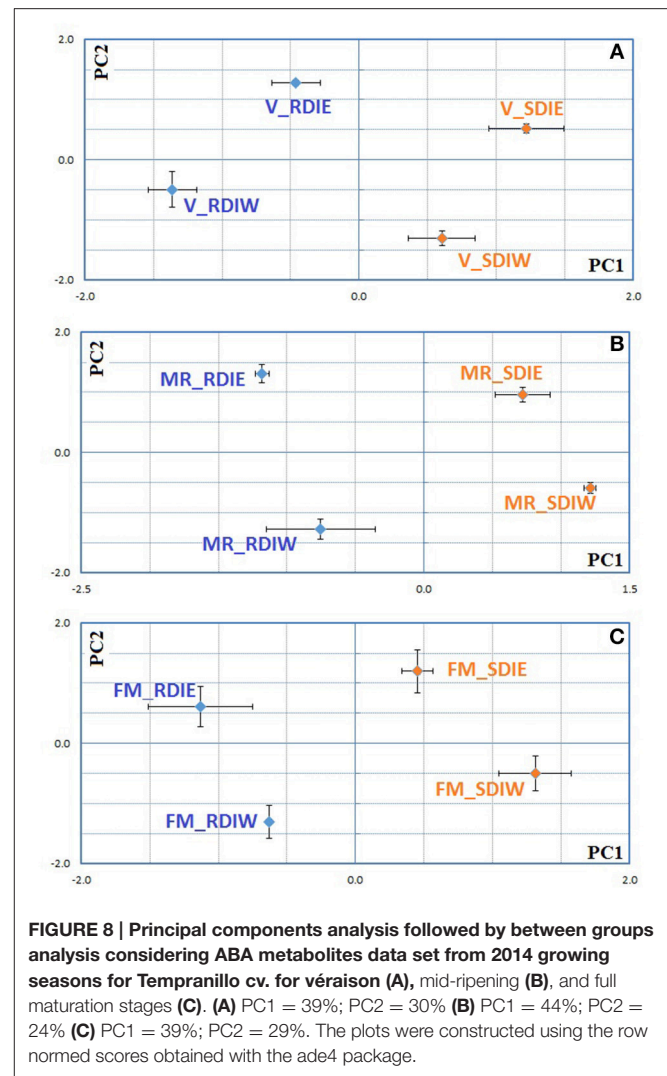 2.0
PC2
A
V_RDIE
V_SDIE
0.0
V_RDIW
V_SDIW
PC1
-2.0
-2.0
0.0
2.0
2.0
PC2
B
MR_RDIE
MR_SDIE
0.0
MR_SDIW
MR_RDIW
PC1
-2.0
-2.5
0.0
1.5
2.0
PC2
C
FM_SDIE
FM_RDIE
0.0
FM_SDIW
FM_RDIW
PC1
-2.0
-2.0
0.0
2.0
FIGURE 8 | Principal components analysis followed by between groups
analysis considering ABA metabolites data set from 2014 growing
seasons for Tempranillo cv. for véraison (A), mid-ripening (B), and full
maturation stages (C). (A) PC1 = 39%; PC2 = 30% (B) PC1 = 44%; PC2 =
24% (C) PC1 = 39%; PC2 = 29%. The plots were constructed using the row
normed scores obtained with the ade4 package.